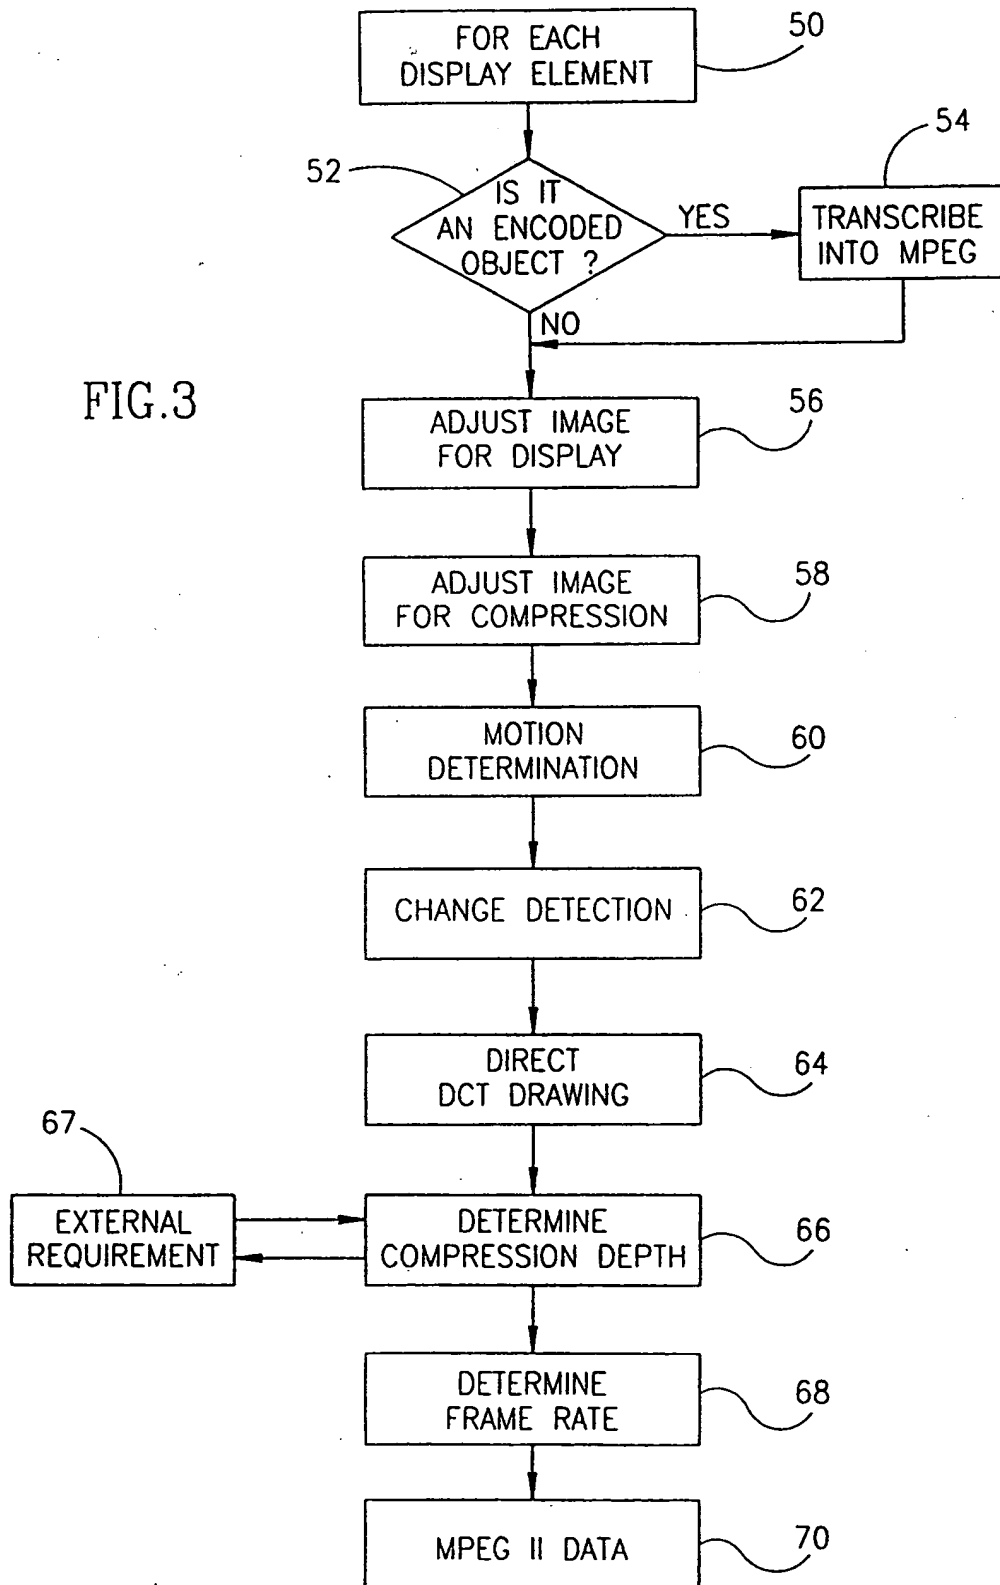 FOR EACH
DISPLAY ELEMENT
50
52
IS IT
AN ENCODED
OBJECT ?
YES
54
TRANSCRIBE
INTO MPEG
NO
FIG.3
ADJUST IMAGE
FOR DISPLAY
56
ADJUST IMAGE
FOR COMPRESSION
58
MOTION
DETERMINATION
60
CHANGE DETECTION
62
DIRECT
DCT DRAWING
64
67
EXTERNAL
REQUIREMENT
DETERMINE
COMPRESSION DEPTH
66
DETERMINE
FRAME RATE
68
MPEG II DATA
70